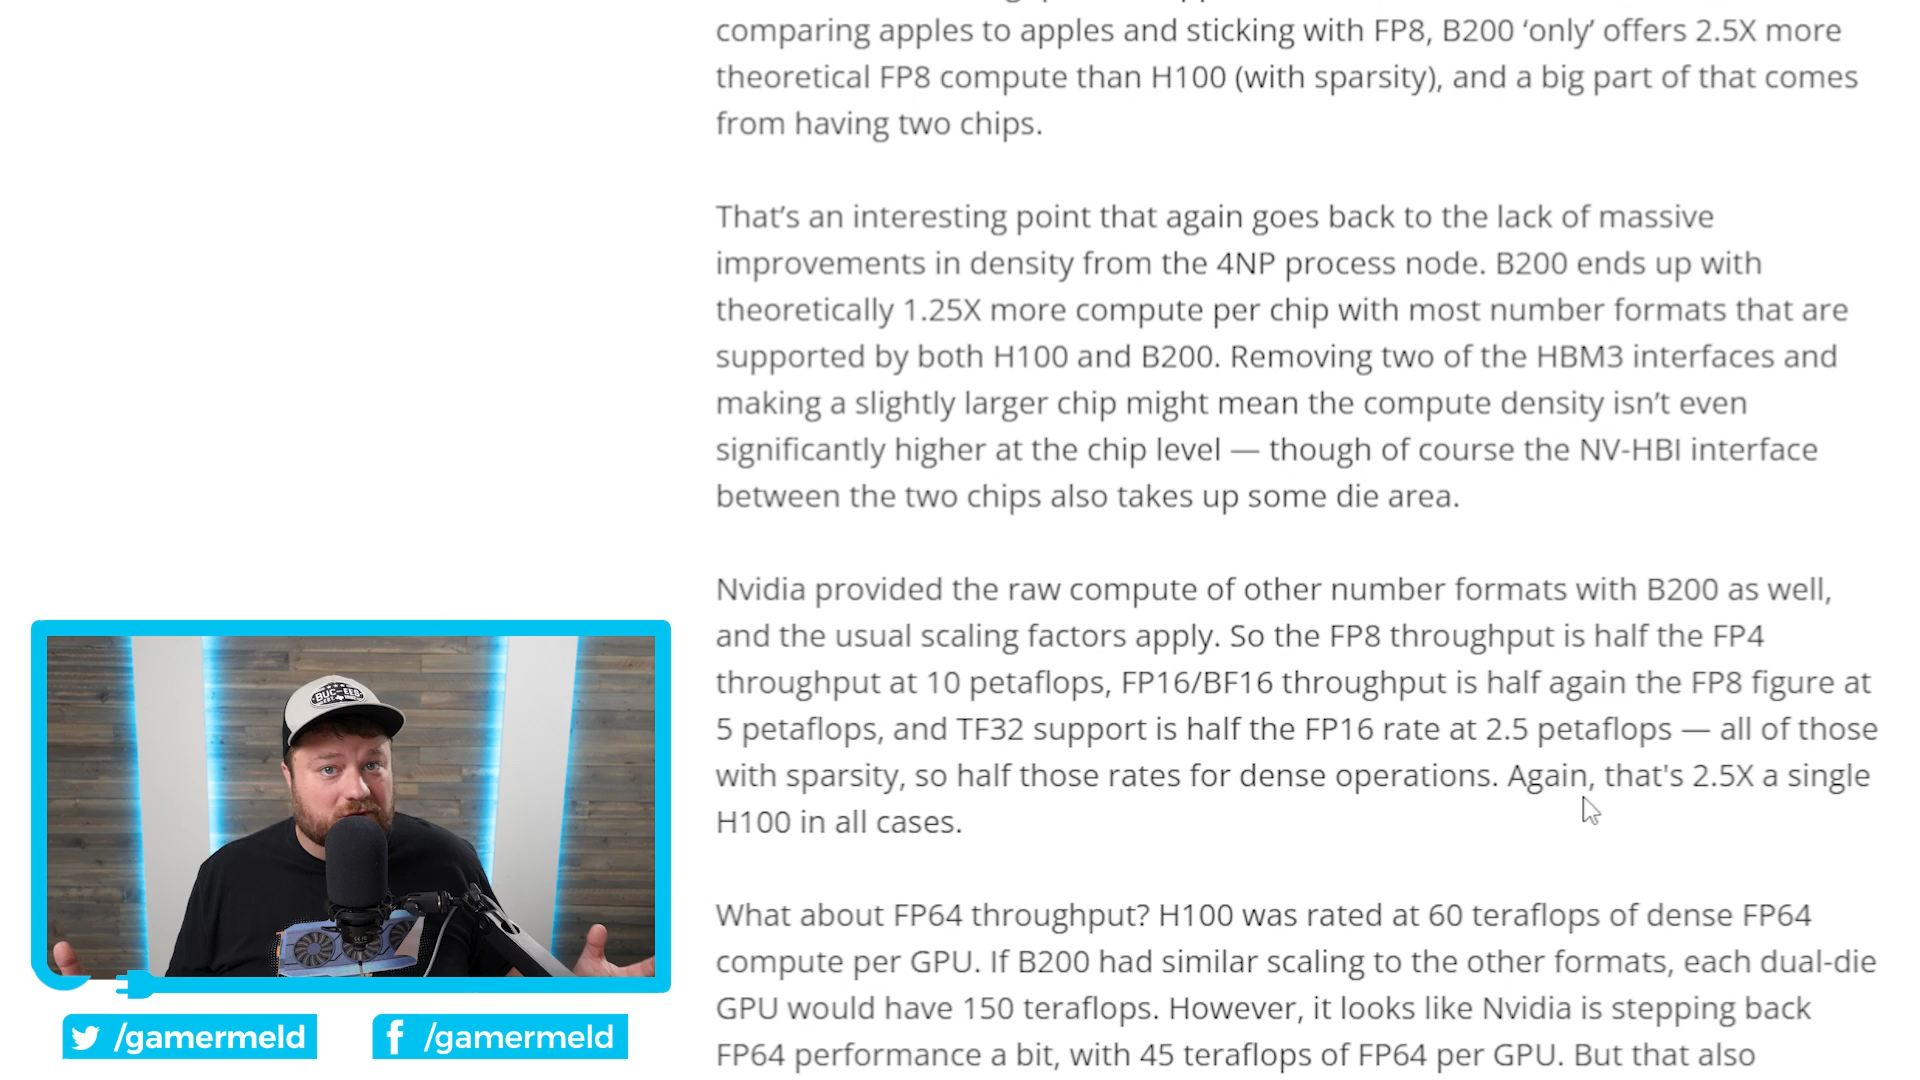 comparing apples to apples and sticking with FP8, B200 ‘only’ offers 2.5X more
theoretical FP8 compute than H100 (with sparsity), and a big part of that comes
from having two chips.
That’s an interesting point that again goes back to the lack of massive
improvements in density from the 4NP process node. B200 ends up with
theoretically 1.25X more compute per chip with most number formats that are
supported by both H100 and B200. Removing two of the HBM3 interfaces and
making a slightly larger chip might mean the compute density isn’t even
significantly higher at the chip level — though of course the NV-HBI interface
between the two chips also takes up some die area.
Nvidia provided the raw compute of other number formats with B200 as well,
and the usual scaling factors apply. So the FP8 throughput is half the FP4
throughput at 10 petaflops, FP16/BF16 throughput is half again the FP8 figure at
5 petaflops, and TF32 support is half the FP16 rate at 2.5 petaflops — all of those
with sparsity, so half those rates for dense operations. Again, that's 2.5X a single
H100 in all cases.
What about FP64 throughput? H100 was rated at 60 teraflops of dense FP64
compute per GPU. If B200 had similar scaling to the other formats, each dual-die
GPU would have 150 teraflops. However, it looks like Nvidia is stepping back
FP64 performance a bit, with 45 teraflops of FP64 per GPU. But that also
BUC-EE'S
/gamermeld
/gamermeld